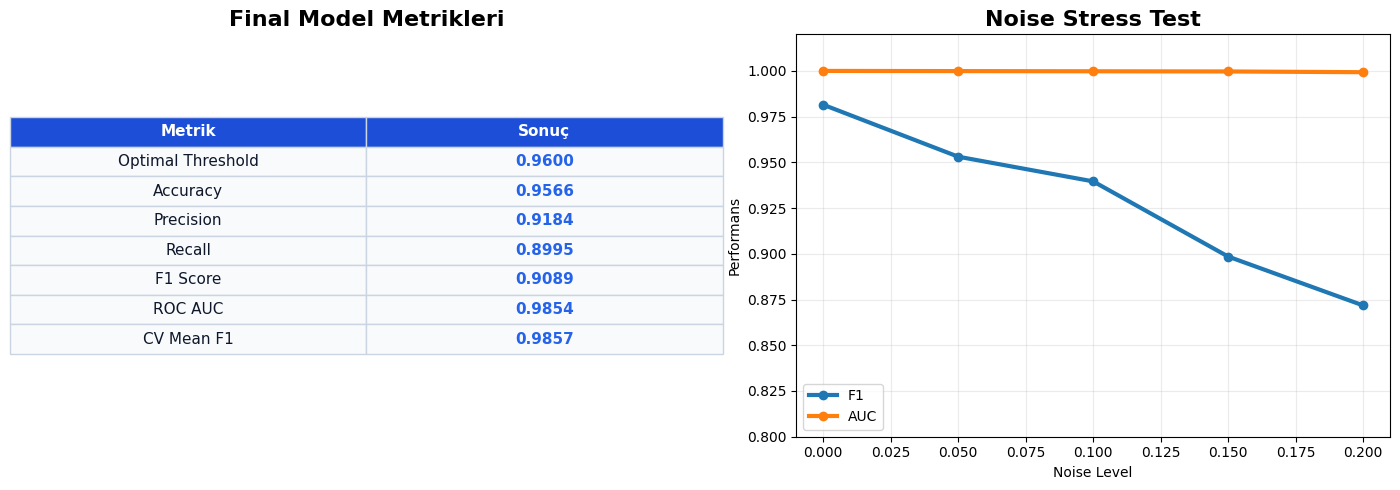 Final Model Metrikleri
Metrik Sonuç
Optimal Threshold 0.9600
Accuracy 0.9566
Precision 0.9184
Recall 0.8995
F1 Score 0.9089
ROC AUC 0.9854
CV Mean F1 0.9857
Noise Stress Test
Performans
1.000
0.975
0.950
0.925
0.900
0.875
0.850
0.825
0.800
F1
AUC
0.000 0.025 0.050 0.075 0.100 0.125 0.150 0.175 0.200
Noise Level